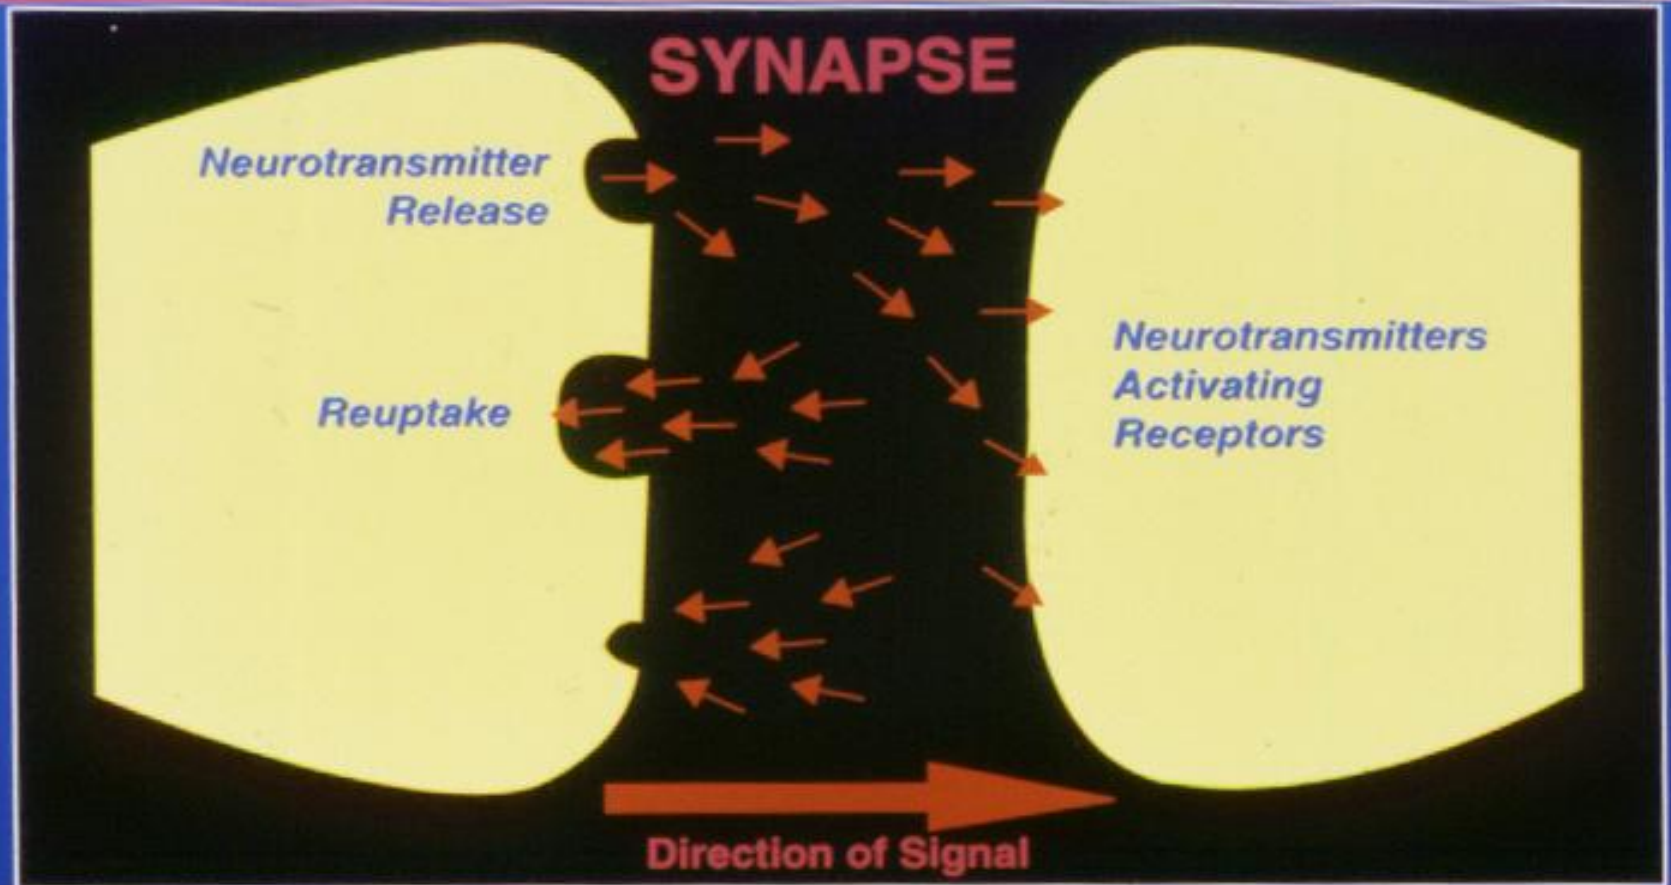 SYNAPSE
Neurotransmitter
Release
Reuptake
Neurotransmitters
Activating
Receptors
Direction of Signal